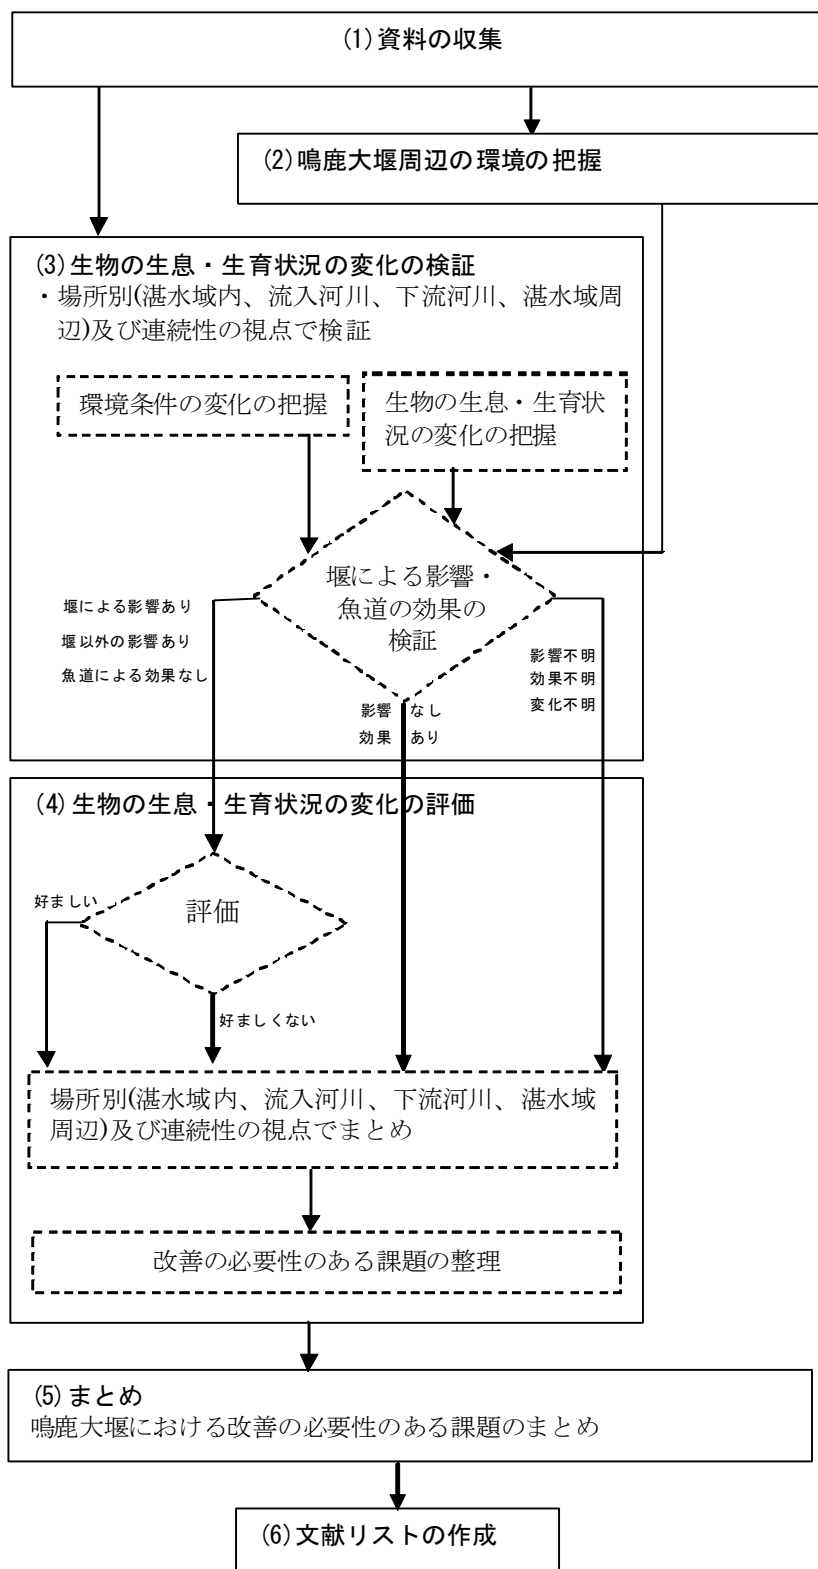 (1)資料の収集
(2)鳴鹿大堰周辺の環境の把握
(3)生物の生息・生育状況の変化の検証
・場所別(湛水域内、流入河川、下流河川、湛水域周
辺)及び連続性の視点で検証
環境条件の変化の把握
生物の生息・生育状
況の変化の把握
堰による影響・
魚道の効果の
検証
堰による影響あり
堰以外の影響あり
魚道による効果なし
影響なし
効果あり
影響不明
効果不明
変化不明
(4)生物の生息・生育状況の変化の評価
評価
好ましい
好ましくない
場所別(湛水域内、流入河川、下流河川、湛水域
周辺)及び連続性の視点でまとめ
改善の必要性のある課題の整理
(5)まとめ
鳴鹿大堰における改善の必要性のある課題のまとめ
(6)文献リストの作成